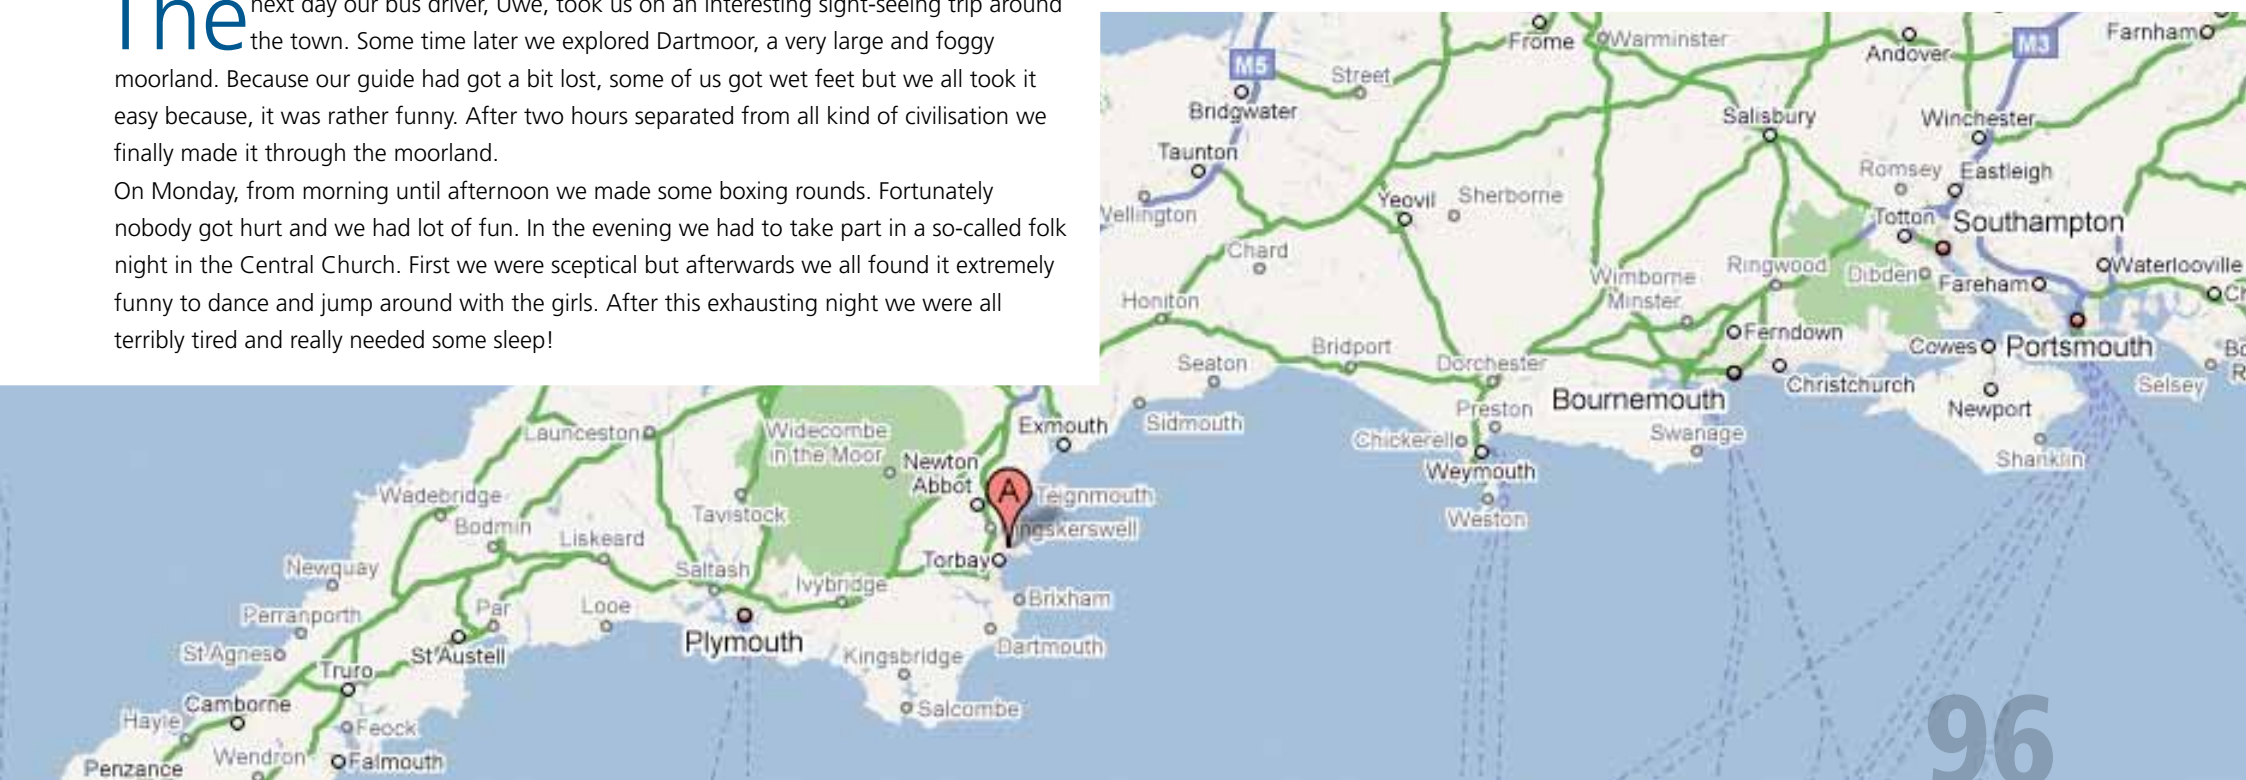 The next day our bus driver, Uwe, took us on an interesting sight-seeing trip around
the town. Some time later we explored Dartmoor, a very large and foggy
moorland. Because our guide had got a bit lost, some of us got wet feet but we all took it
easy because, it was rather funny. After two hours separated from all kind of civilisation we
finally made it through the moorland.
On Monday, from morning until afternoon we made some boxing rounds. Fortunately
nobody got hurt and we had lot of fun. In the evening we had to take part in a so-called folk
night in the Central Church. First we were sceptical but afterwards we all found it extremely
funny to dance and jump around with the girls. After this exhausting night we were all
terribly tired and really needed some sleep!
Frome
Warminster
Andover
M3
Farnham
M5
Street
Bridgwater
Salisbury
Winchester
Taunton
Romsey
Eastleigh
Yeovil
Sherborne
Wellington
Totton
Southampton
Chard
Wimborne
Minster
Ringwood
Dibden
Fareham
Waterlooville
Honiton
Ferndown
Seaton
Bridport
Dorchester
Cowes
Portsmouth
Bournemouth
Christchurch
Selsey
Newport
Launceston
Widecombe
in the Moor
Exmouth
Sidmouth
Preston
Chickerell
Swanage
Shanklin
Newton
Abbot
Weymouth
A
Teignmouth
Wadebridge
Tavistock
Weston
Bodmin
Liskeard
ngskerswell
Torbay
Newquay
Saltash
Ivybridge
Par
Looe
Brixham
Perranporth
Plymouth
Dartmouth
St Agnes
St Austell
Kingsbridge
Truro
Camborne
Salcombe
Hayle
Feock
Wendron
Falmouth
Penzance
96